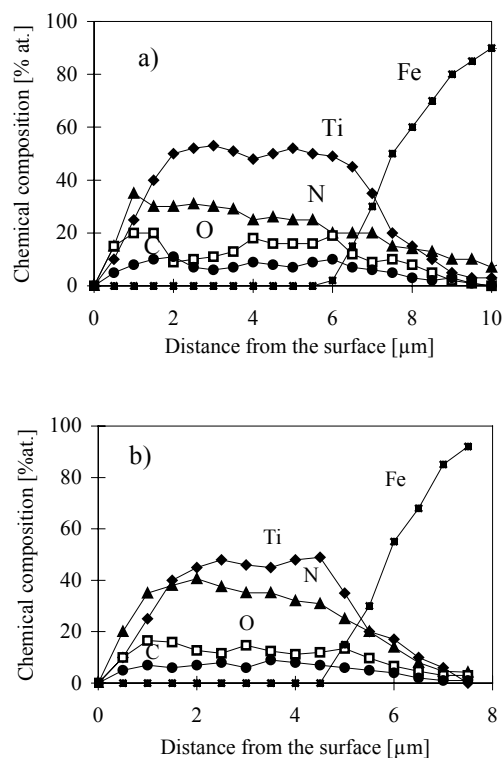 100
80
60
40
20
0
Chemical composition [% at.]
a)
Fe
Ti
N
O
C
0 2 4 6 8 10
Distance from the surface [µm]
100
80
60
40
20
0
Chemical composition [%at.]
b)
Fe
Ti
N
O
C
0 2 4 6 8
Distance from the surface [µm]